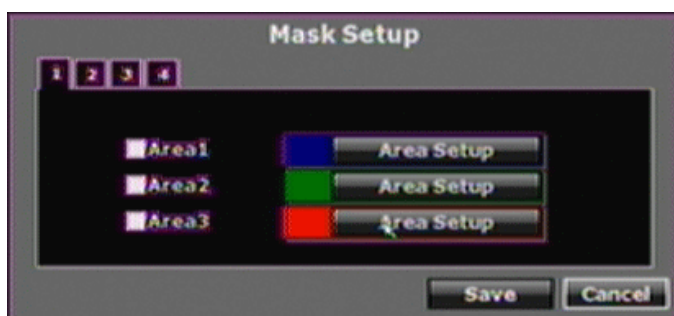 Mask Setup
1 2 3 4
Area1 Area Setup
Area2 Area Setup
Area3 Area Setup
Save Cancel